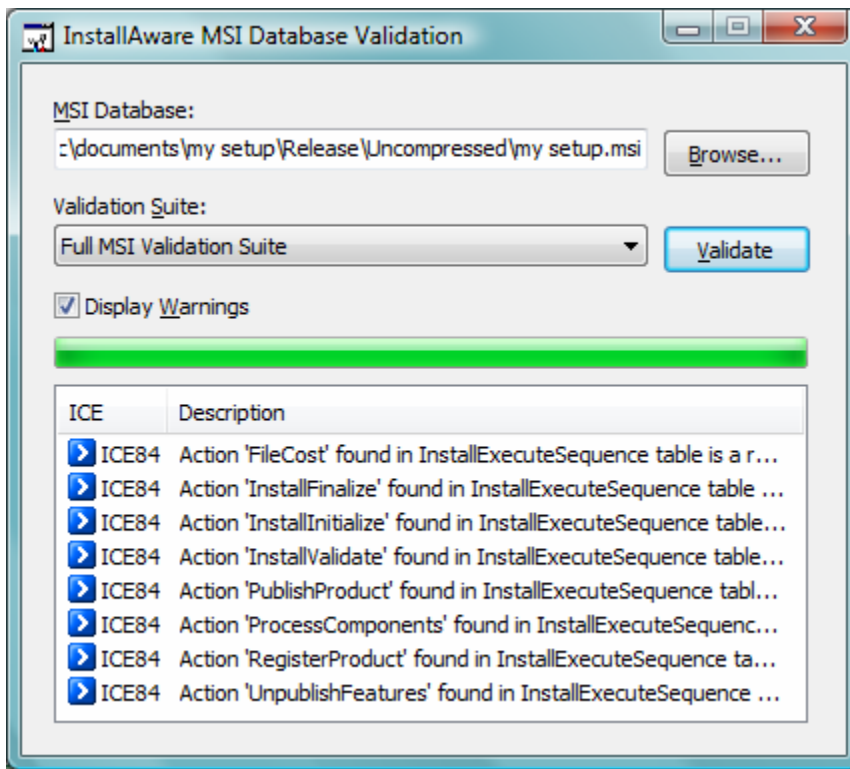 InstallAware MSI Database Validation
MSI Database:
:\documents\my setup\Release\Uncompressed\my setup.msi
Browse...
Validation Suite:
Full MSI Validation Suite
Validate
Display Warnings
ICE Description
ICE84 Action 'FileCost' found in InstallExecuteSequence table is a r...
ICE84 Action 'InstallFinalize' found in InstallExecuteSequence table ...
ICE84 Action 'InstallInitialize' found in InstallExecuteSequence table...
ICE84 Action 'InstallValidate' found in InstallExecuteSequence table...
ICE84 Action 'PublishProduct' found in InstallExecuteSequence tabl...
ICE84 Action 'ProcessComponents' found in InstallExecuteSequenc...
ICE84 Action 'RegisterProduct' found in InstallExecuteSequence ta...
ICE84 Action 'UnpublishFeatures' found in InstallExecuteSequence ...